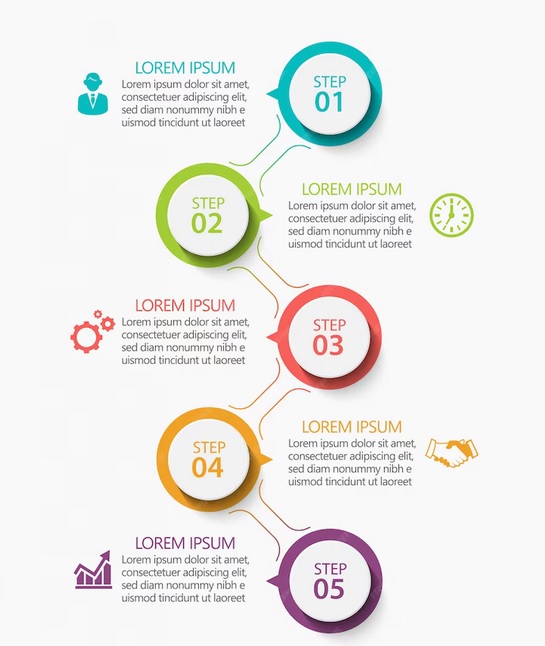 LOREM IPSUM
Lorem ipsum dolor sit amet,
consectetuer adipiscing elit,
sed diam nonummy nibh e
uismod tincidunt ut laoreet
STEP
01
STEP
02
LOREM IPSUM
Lorem ipsum dolor sit amet,
consectetuer adipiscing elit,
sed diam nonummy nibh e
uismod tincidunt ut laoreet
LOREM IPSUM
Lorem ipsum dolor sit amet,
consectetuer adipiscing elit,
sed diam nonummy nibh e
uismod tincidunt ut laoreet
STEP
03
STEP
04
LOREM IPSUM
Lorem ipsum dolor sit amet,
consectetuer adipiscing elit,
sed diam nonummy nibh e
uismod tincidunt ut laoreet
LOREM IPSUM
Lorem ipsum dolor sit amet,
consectetuer adipiscing elit,
sed diam nonummy nibh e
uismod tincidunt ut laoreet
STEP
05